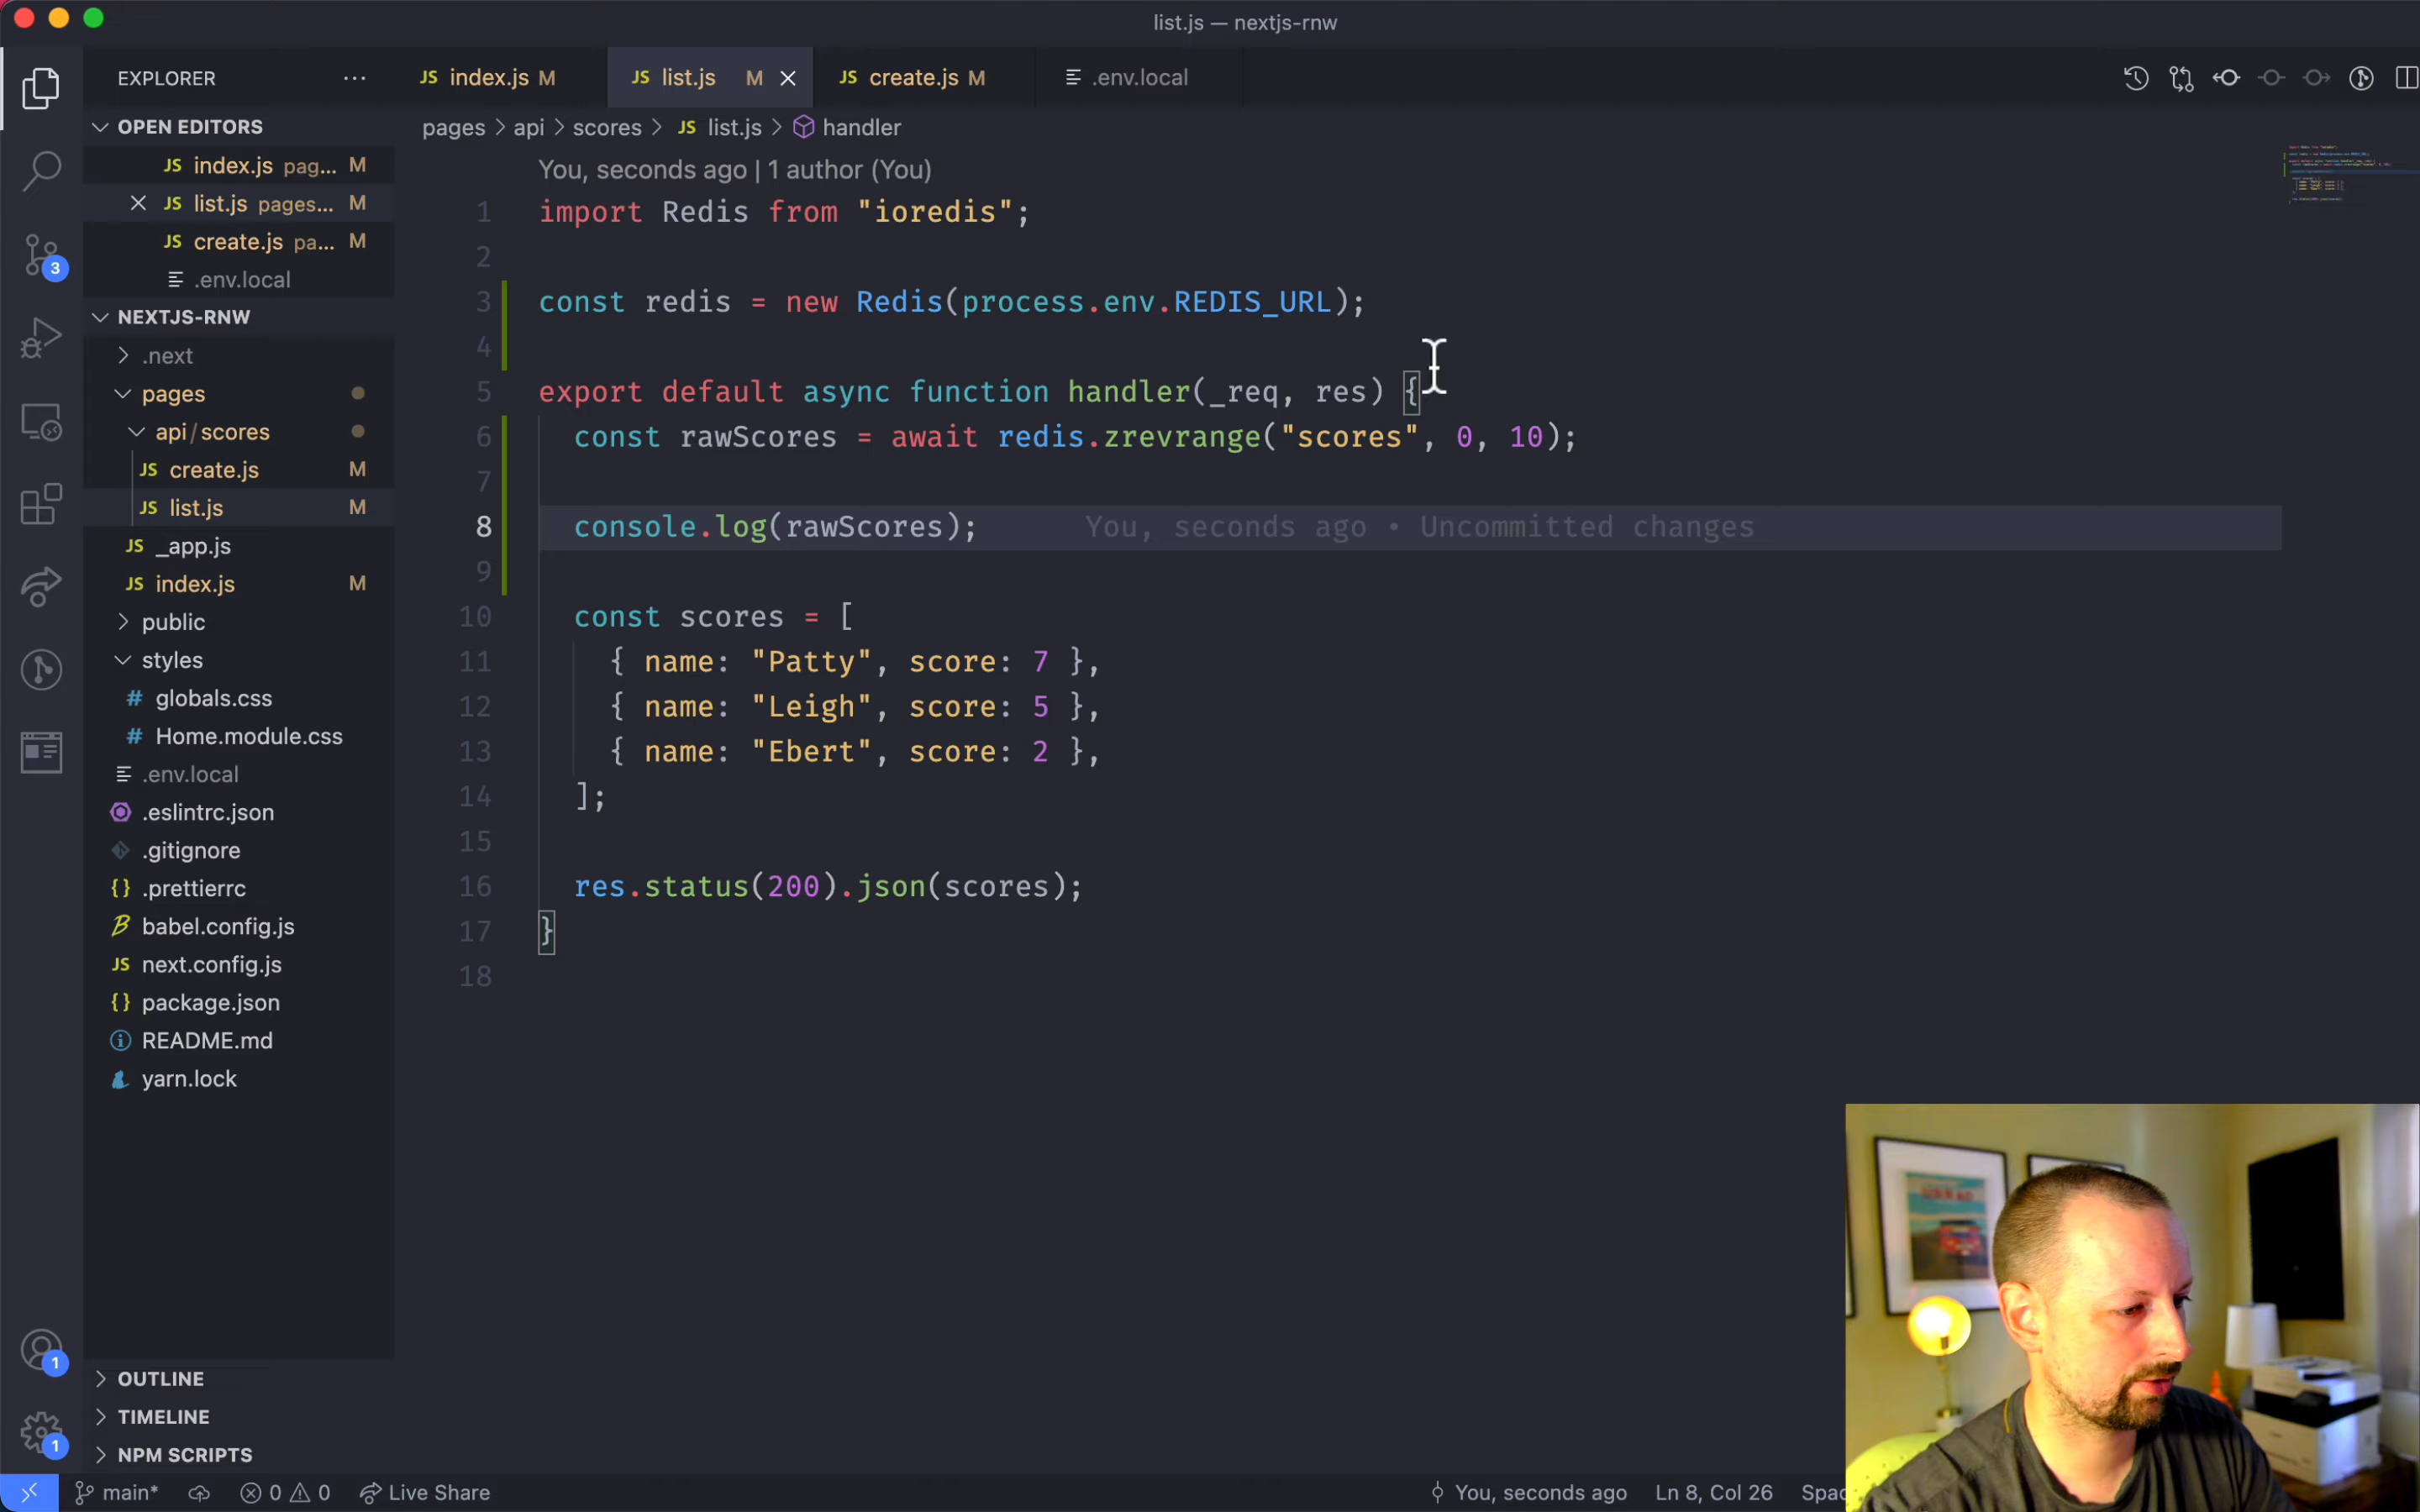 list.js — nextjs-rnw
EXPLORER
JS index.js M
JS list.js M
JS create.js M
.env.local
OPEN EDITORS
JS index.js pag... M
JS list.js pages... M
JS create.js pa... M
.env.local
NEXTJS-RNW
.next
pages
api/scores
JS create.js M
JS list.js M
JS _app.js
JS index.js M
public
styles
# globals.css
# Home.module.css
.env.local
.eslintrc.json
.gitignore
{} .prettierrc
babel.config.js
JS next.config.js
{} package.json
README.md
yarn.lock
OUTLINE
TIMELINE
NPM SCRIPTS
3
1
1
pages > api > scores > JS list.js > handler
You, seconds ago | 1 author (You)
1 import Redis from "ioredis";
2
3 const redis = new Redis(process.env.REDIS_URL);
4
5 export default async function handler(_req, res) {
6 const rawScores = await redis.zrevrange("scores", 0, 10);
7
8 console.log(rawScores); You, seconds ago • Uncommitted changes
9
10 const scores = [
11 { name: "Patty", score: 7 },
12 { name: "Leigh", score: 5 },
13 { name: "Ebert", score: 2 },
14 ];
15
16 res.status(200).json(scores);
17 }
18
main* 0 0 Live Share
You, seconds ago Ln 8, Col 26 Spac